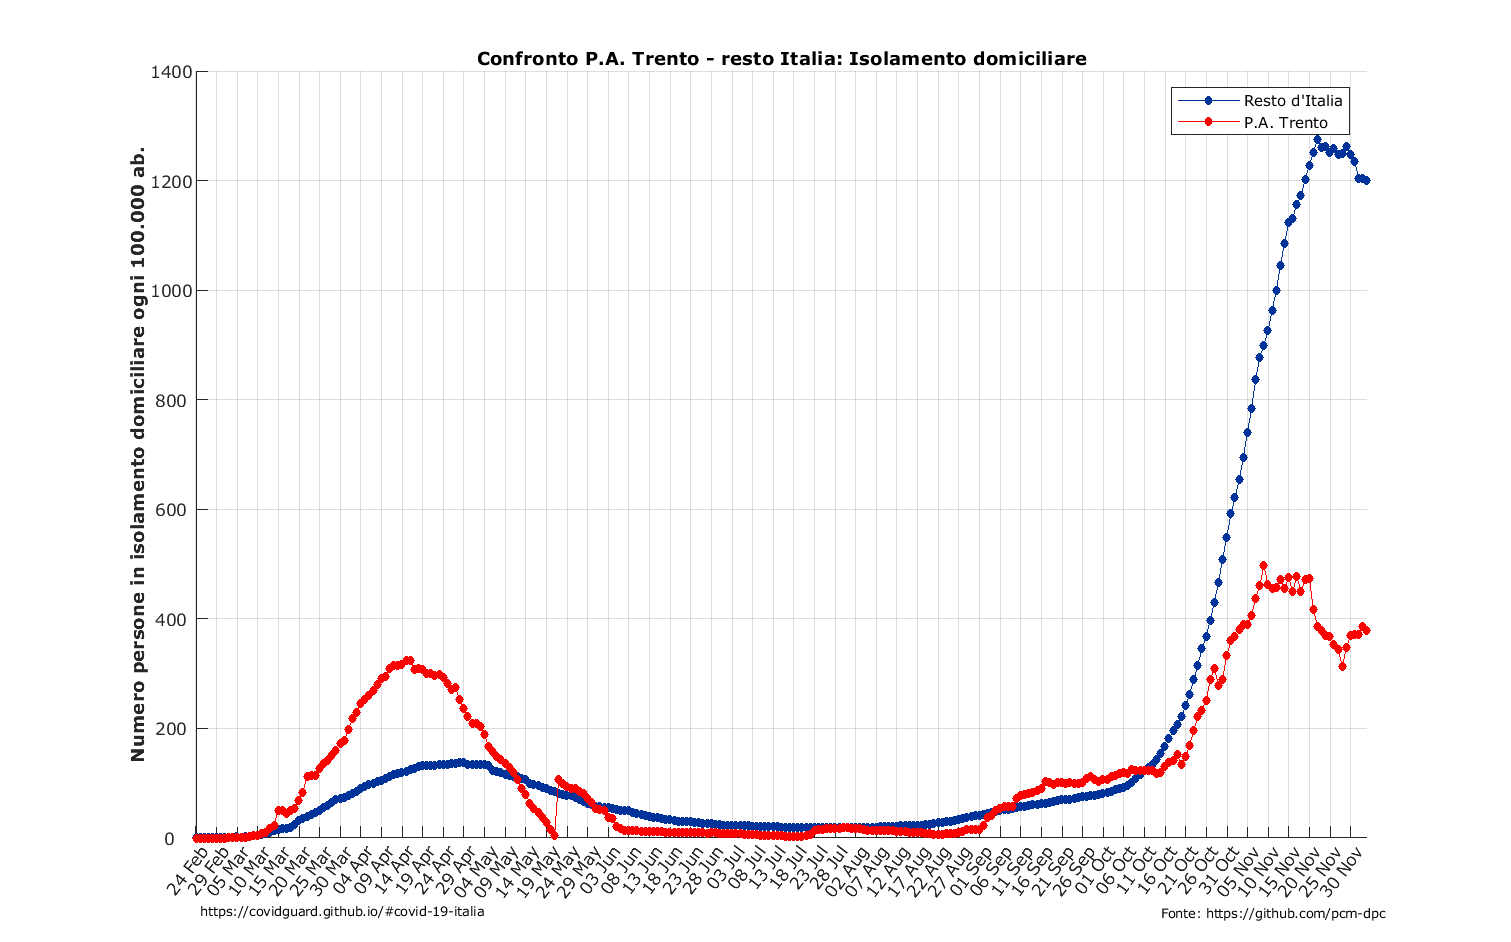 Confronto P.A. Trento - resto Italia: Isolamento domiciliare
Resto d'Italia
P.A. Trento
Numero persone in isolamento domiciliare ogni 100.000 ab.
1400
1200
1000
800
600
400
200
0
24 Feb
29 Feb
05 Mar
10 Mar
15 Mar
20 Mar
25 Mar
30 Mar
04 Apr
09 Apr
14 Apr
19 Apr
24 Apr
29 Apr
04 May
09 May
14 May
19 May
24 May
29 May
03 Jun
08 Jun
13 Jun
18 Jun
23 Jun
28 Jun
03 Jul
08 Jul
13 Jul
18 Jul
23 Jul
28 Jul
02 Aug
07 Aug
12 Aug
17 Aug
22 Aug
27 Aug
01 Sep
06 Sep
11 Sep
16 Sep
21 Sep
26 Sep
01 Oct
06 Oct
11 Oct
16 Oct
21 Oct
26 Oct
31 Oct
05 Nov
10 Nov
15 Nov
20 Nov
25 Nov
30 Nov
https://covidguard.github.io/#covid-19-italia
Fonte: https://github.com/pcm-dpc